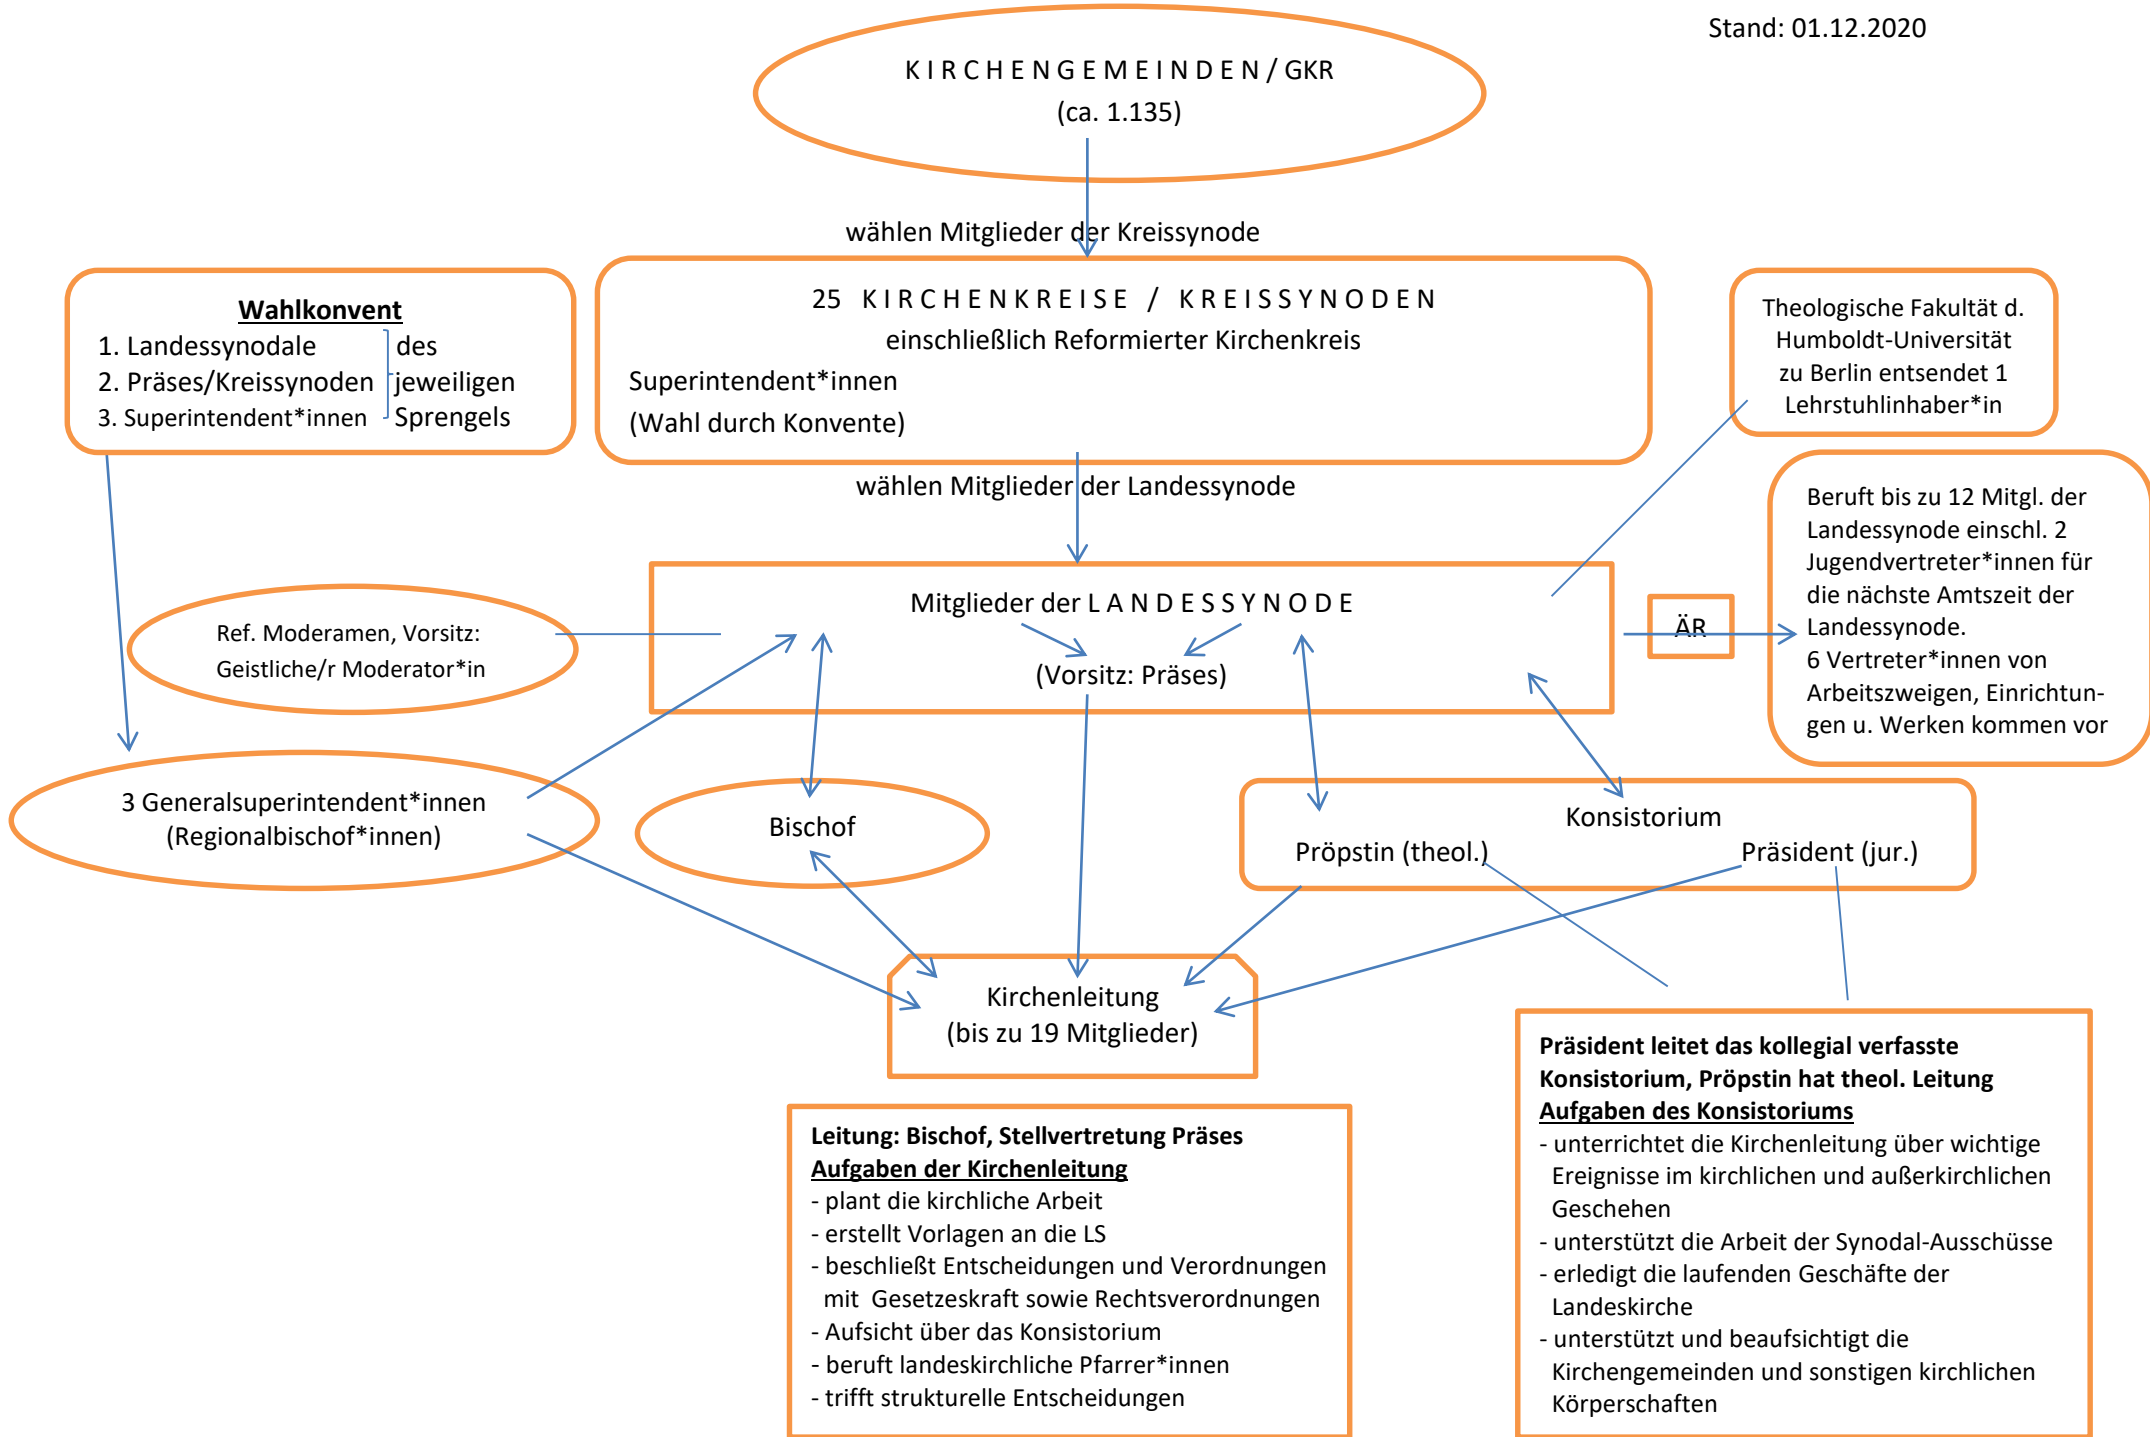 Stand: 01.12.2020
K I R C H E N G E M E I N D E N / GKR
(ca. 1.135)
wählen Mitglieder der Kreissynode
Wahlkonvent
1. Landessynodale des
2. Präses/Kreissynoden jeweiligen
3. Superintendent*innen Sprengels
25 K I R C H E N K R E I S E / K R E I S S Y N O D E N
einschließlich Reformierter Kirchenkreis
Superintendent*innen
(Wahl durch Konvente)
Theologische Fakultät d.
Humboldt-Universität
zu Berlin entsendet 1
Lehrstuhlinhaber*in
wählen Mitglieder der Landessynode
Beruft bis zu 12 Mitgl. der
Landessynode einschl. 2
Jugendvertreter*innen für
die nächste Amtszeit der
Landessynode.
6 Vertreter*innen von
Arbeitszweigen, Einrichtun-
gen u. Werken kommen vor
Ref. Moderamen, Vorsitz:
Geistliche/r Moderator*in
Mitglieder der L A N D E S S Y N O D E
(Vorsitz: Präses)
ÄR
3 Generalsuperintendent*innen
(Regionalbischof*innen)
Bischof
Konsistorium
Pröpstin (theol.) Präsident (jur.)
Kirchenleitung
(bis zu 19 Mitglieder)
Leitung: Bischof, Stellvertretung Präses
Aufgaben der Kirchenleitung
- plant die kirchliche Arbeit
- erstellt Vorlagen an die LS
- beschließt Entscheidungen und Verordnungen
mit Gesetzeskraft sowie Rechtsverordnungen
- Aufsicht über das Konsistorium
- beruft landeskirchliche Pfarrer*innen
- trifft strukturelle Entscheidungen
Präsident leitet das kollegial verfasste
Konsistorium, Pröpstin hat theol. Leitung
Aufgaben des Konsistoriums
- unterrichtet die Kirchenleitung über wichtige
Ereignisse im kirchlichen und außerkirchlichen
Geschehen
- unterstützt die Arbeit der Synodal-Ausschüsse
- erledigt die laufenden Geschäfte der
Landeskirche
- unterstützt und beaufsichtigt die
Kirchengemeinden und sonstigen kirchlichen
Körperschaften